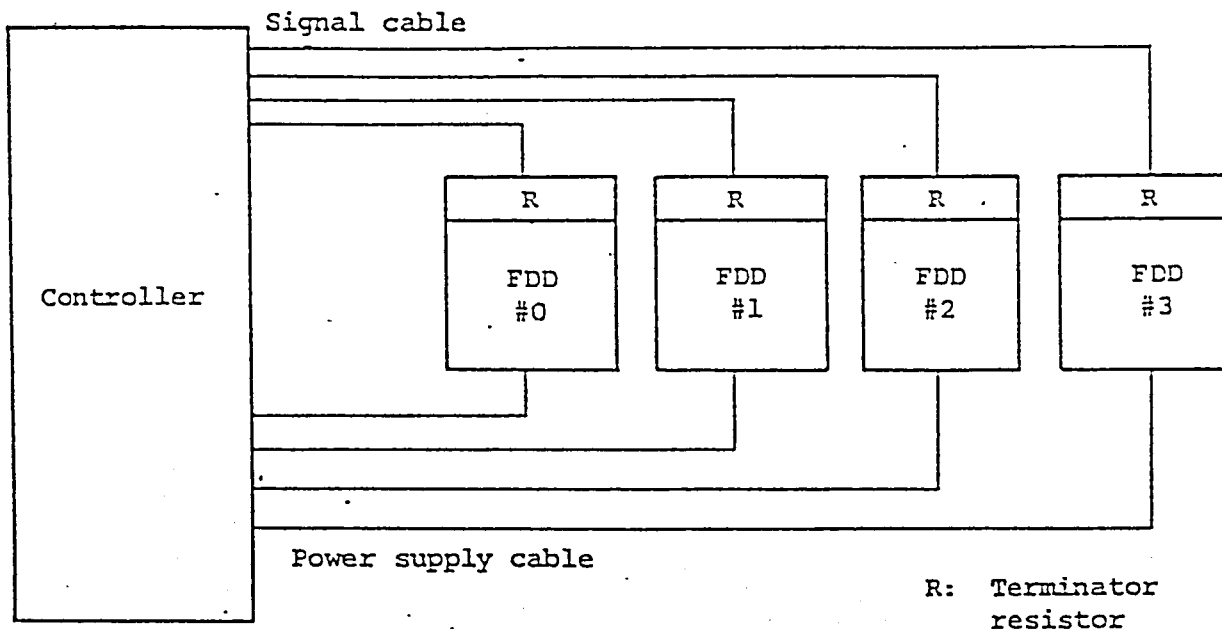 Signal cable
R
R
R
R
Controller
FDD
#0
FDD
#1
FDD
#2
FDD
#3
Power supply cable
R: Terminator
resistor